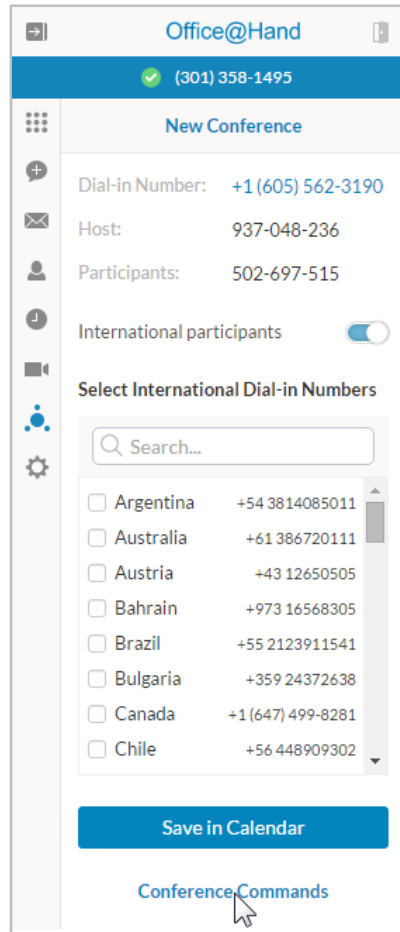 Office@Hand
(301) 358-1495
New Conference
Dial-in Number: +1 (605) 562-3190
Host: 937-048-236
Participants: 502-697-515
International participants
Select International Dial-in Numbers
Search...
Argentina +54 3814085011
Australia +61 386720111
Austria +43 12650505
Bahrain +973 16568305
Brazil +55 2123911541
Bulgaria +359 24372638
Canada +1 (647) 499-8281
Chile +56 448909302
Save in Calendar
Conference Commands